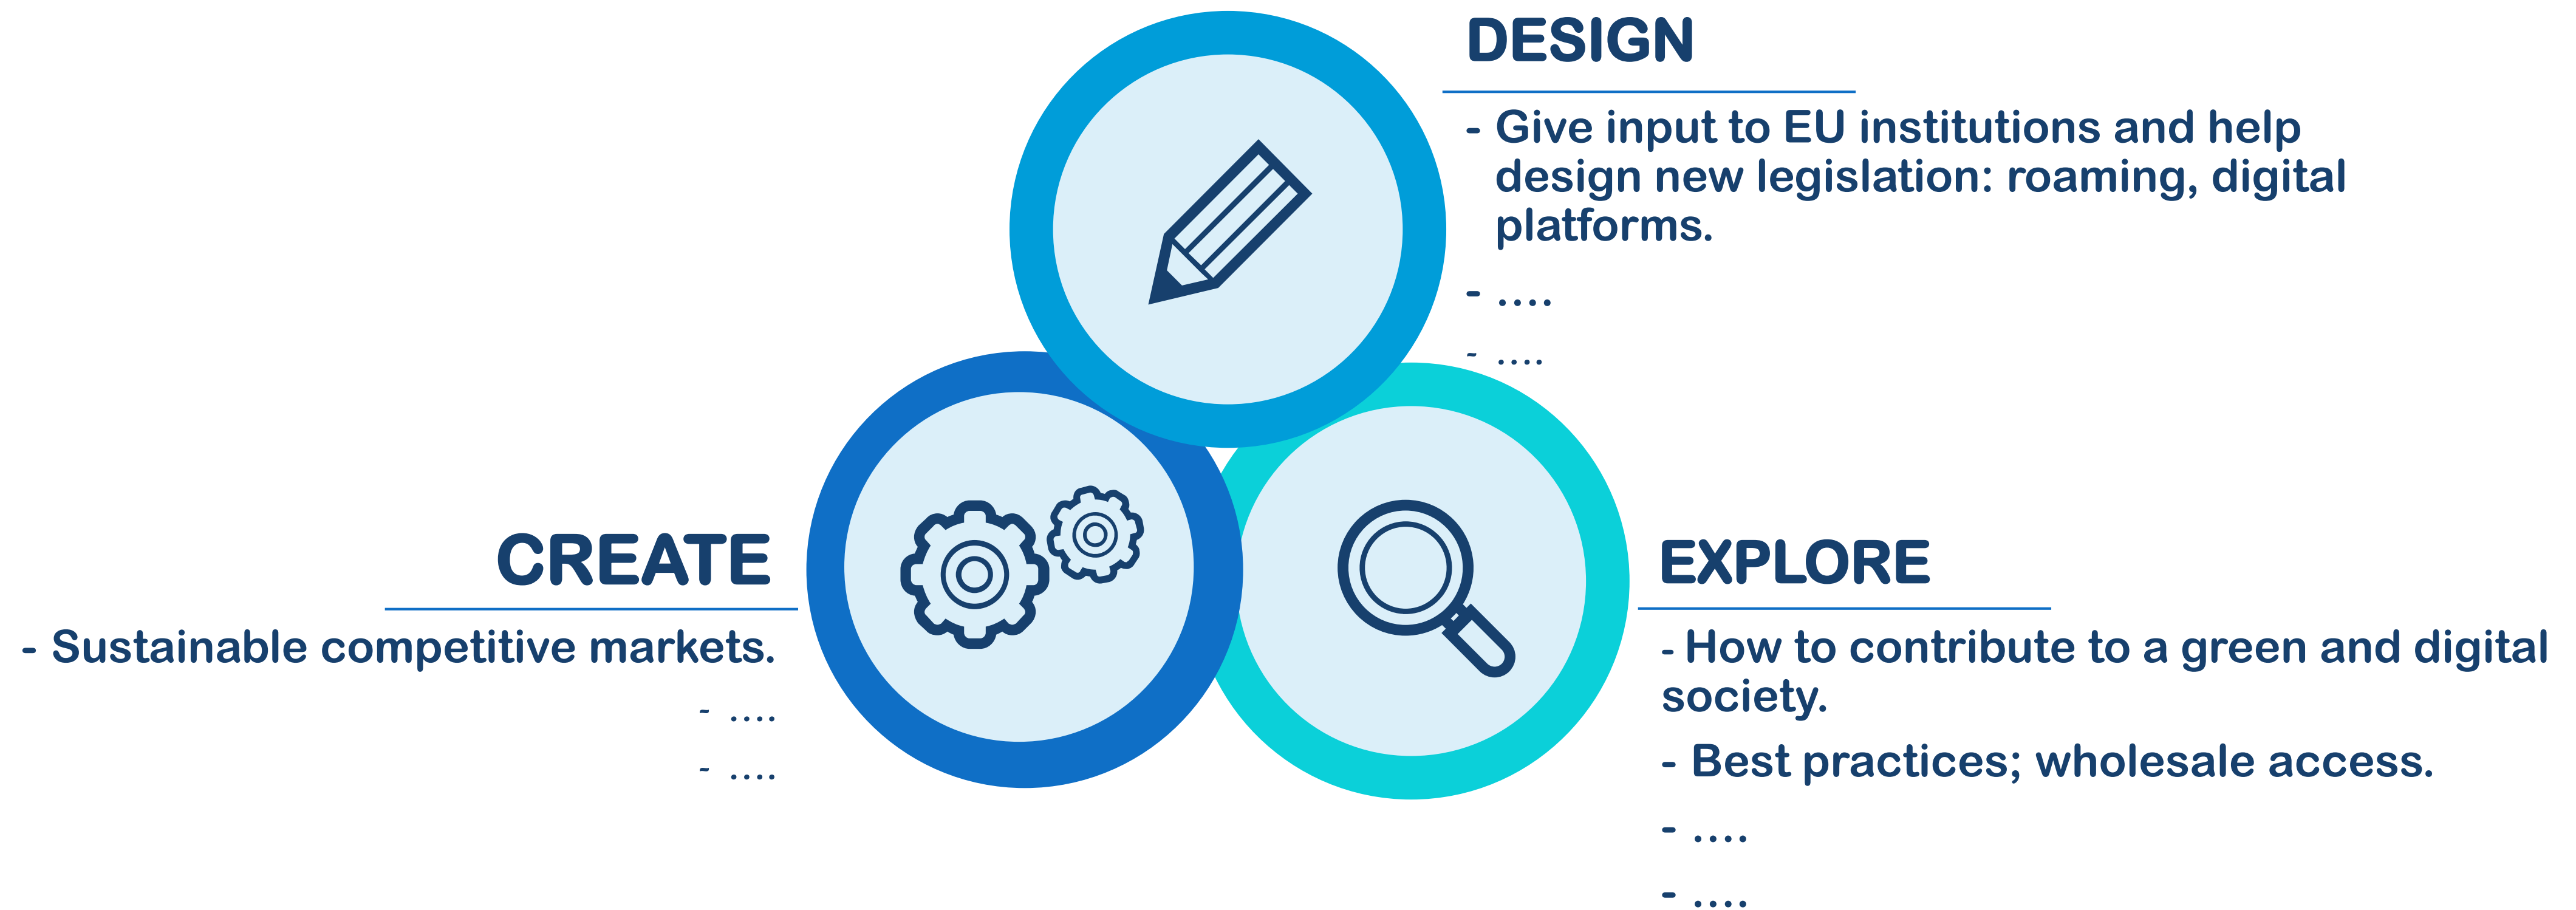 DESIGN
- Give input to EU institutions and help
design new legislation: roaming, digital
platforms.
- ....
- ....
CREATE
- Sustainable competitive markets.
- ....
- ....
EXPLORE
- How to contribute to a green and digital
society.
- Best practices; wholesale access.
- ....
- ....